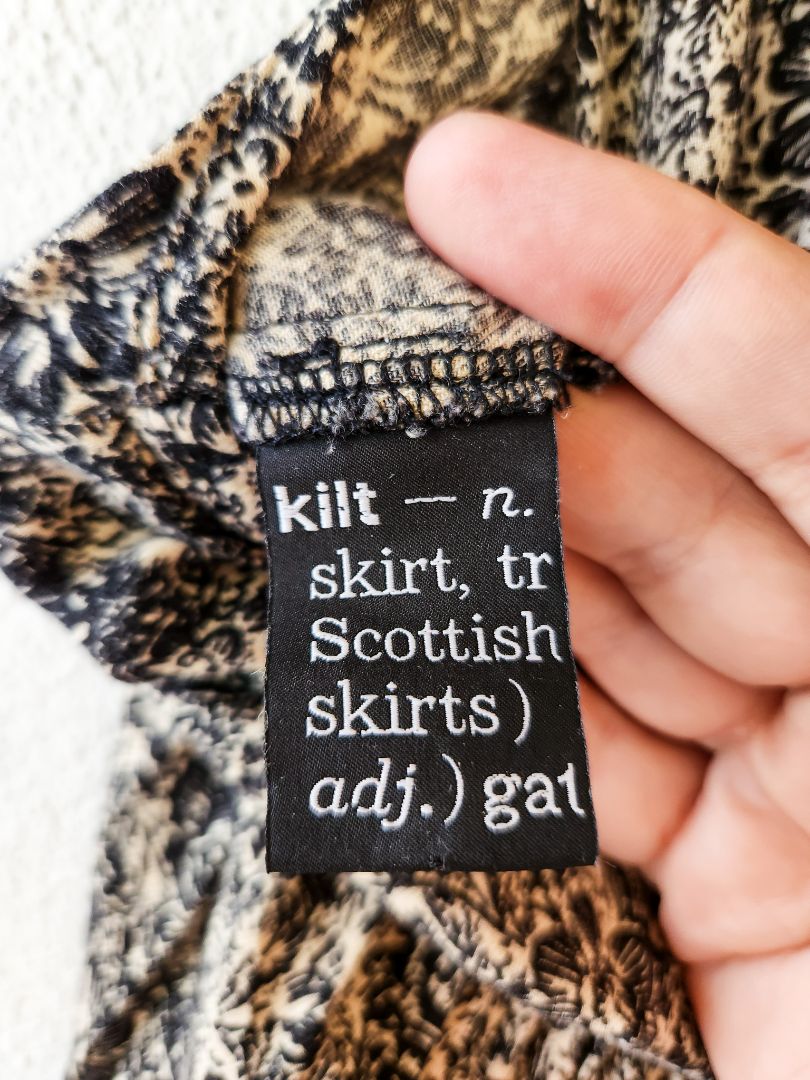 kilt — n.
skirt, tr
Scottish
skirts)
adj.) gat